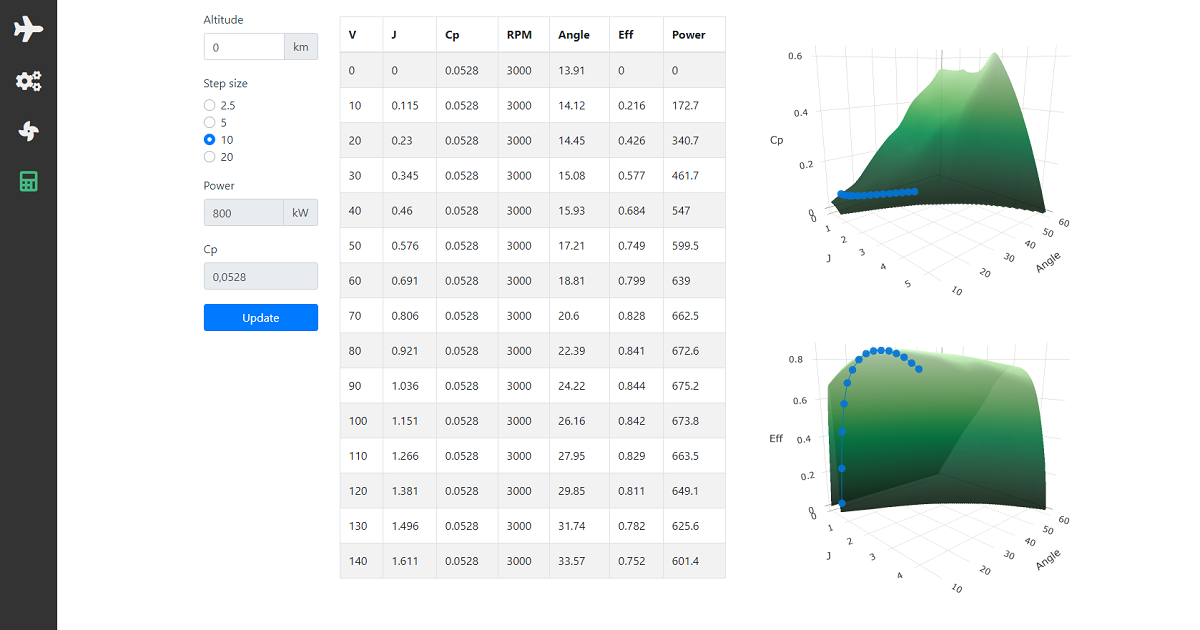 Altitude
0 km
Step size
2.5
5
10
20
Power
800 kW
Cp
0,0528
Update
V J Cp RPM Angle Eff Power
0 0 0.0528 3000 13.91 0 0
10 0.115 0.0528 3000 14.12 0.216 172.7
20 0.23 0.0528 3000 14.45 0.426 340.7
30 0.345 0.0528 3000 15.08 0.577 461.7
40 0.46 0.0528 3000 15.93 0.684 547
50 0.576 0.0528 3000 17.21 0.749 599.5
60 0.691 0.0528 3000 18.81 0.799 639
70 0.806 0.0528 3000 20.6 0.828 662.5
80 0.921 0.0528 3000 22.39 0.841 672.6
90 1.036 0.0528 3000 24.22 0.844 675.2
100 1.151 0.0528 3000 26.16 0.842 673.8
110 1.266 0.0528 3000 27.95 0.829 663.5
120 1.381 0.0528 3000 29.85 0.811 649.1
130 1.496 0.0528 3000 31.74 0.782 625.6
140 1.611 0.0528 3000 33.57 0.752 601.4
0.6
0.4
Cp
0.2
0
0
1
2
3
4
5
J
60
50
40
30
20
10
Angle
0.8
0.6
Eff 0.4
0.2
0
0
1
2
3
4
J
60
50
40
30
20
10
Angle